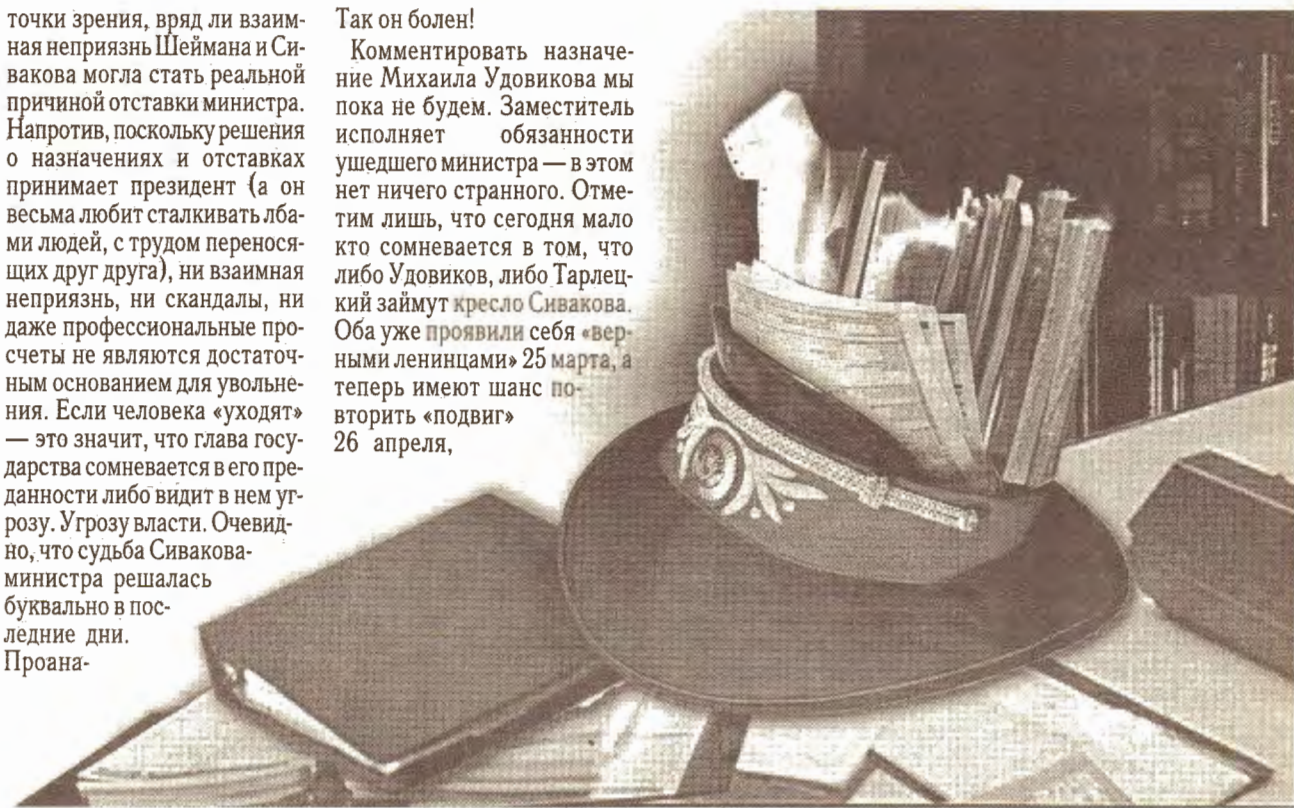 точки зрения, вряд ли взаим-
ная неприязнь Шеймана и Си-
вакова могла стать реальной
причиной отставки министра.
Напротив, поскольку решения
о назначениях и отставках
принимает президент (а он
весьма любит сталкивать лба-
ми людей, с трудом перенося-
щих друг друга), ни взаимная
неприязнь, ни скандалы, ни
даже профессиональные про-
счеты не являются достаточ-
ным основанием для увольне-
ния. Если человека «уходят»
— это значит, что глава госу-
дарства сомневается в его пре-
данности либо видит в нем уг-
розу. Угрозу власти. Очевид-
но, что судьба Сивакова-
министра решалась
буквально в пос-
ледние дни.
Проана-
Так он болен!
Комментировать назначе-
ние Михаила Удовикова мы
пока не будем. Заместитель
исполняет обязанности
ушедшего министра — в этом
нет ничего странного. Отме-
тим лишь, что сегодня мало
кто сомневается в том, что
либо Удовиков, либо Тарлец-
кий займут кресло Сивакова.
Оба уже проявили себя «вер-
ными ленинцами» 25 марта, а
теперь имеют шанс по-
вторить «подвиг»
26 апреля,